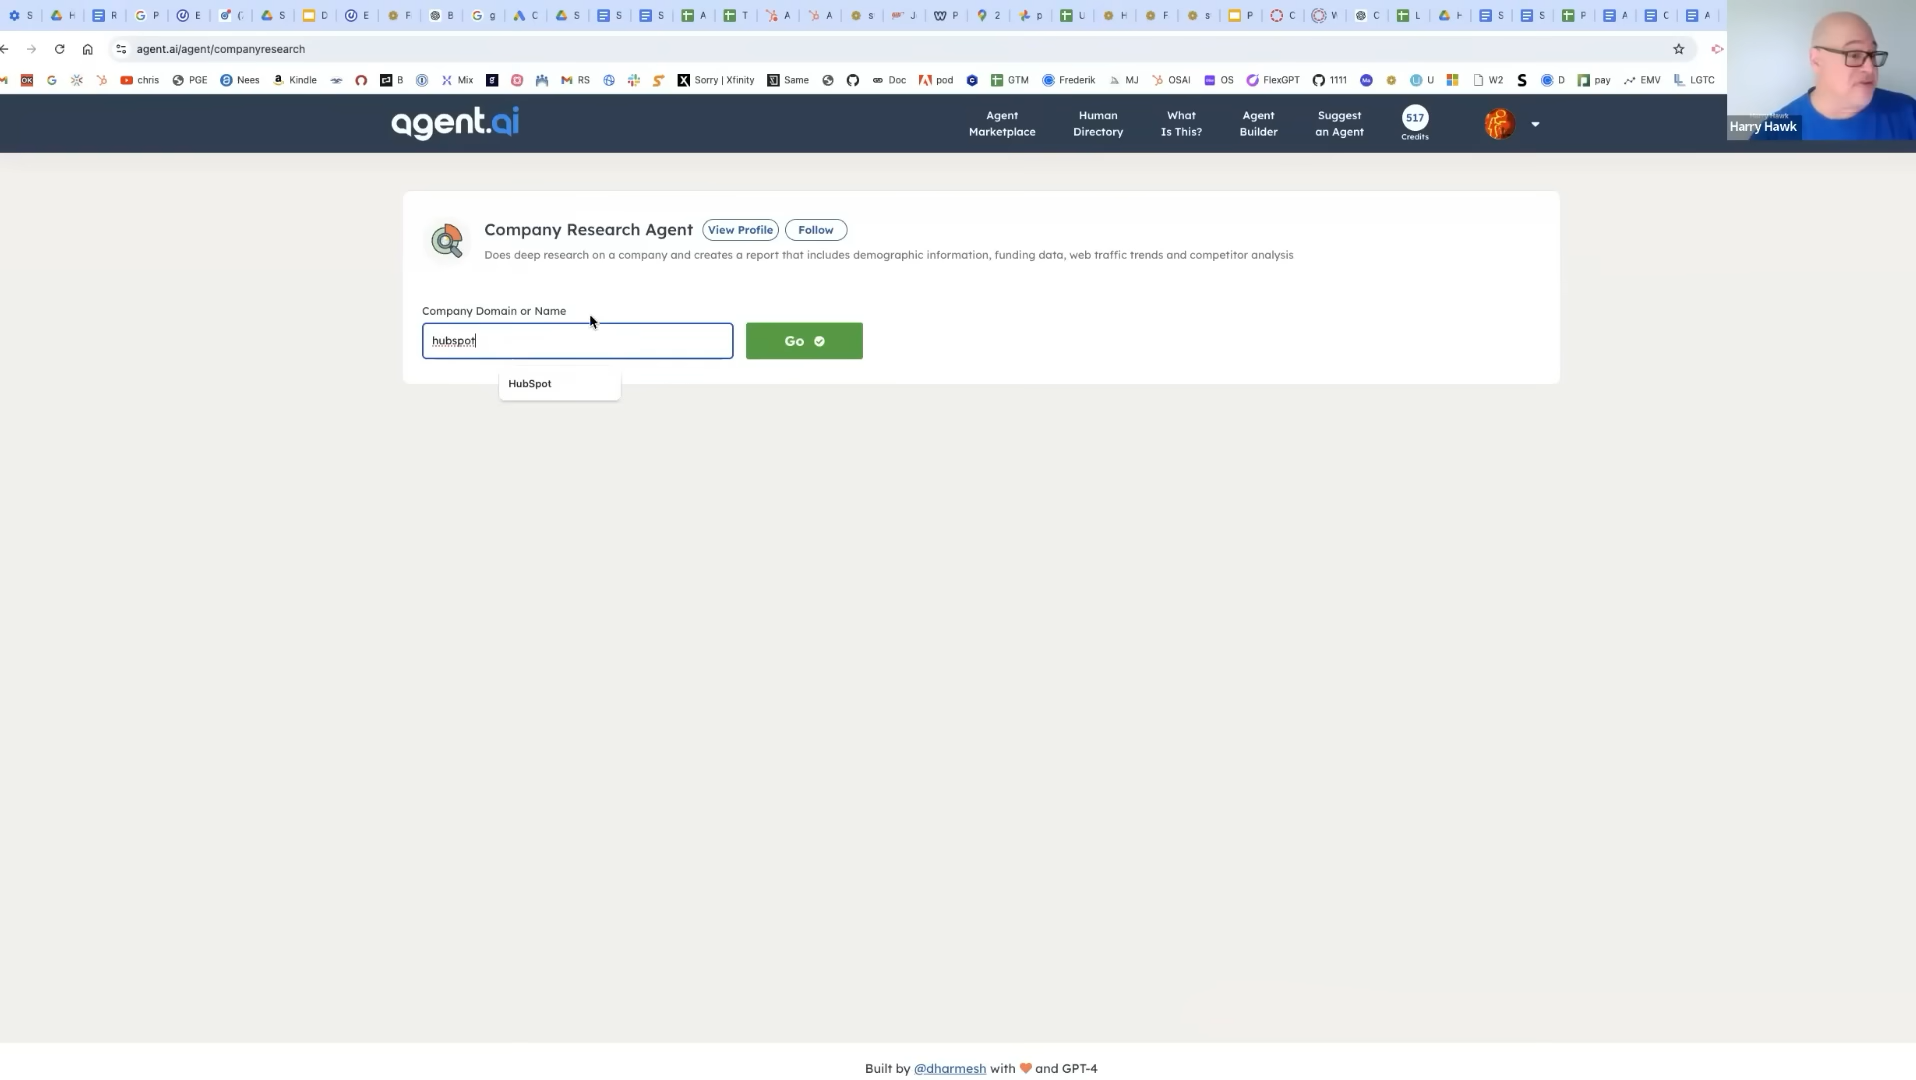 S H R P E ( S D E F B G g C S S S A T A A s J W P 2 p U H F s P C W C L H S S P A C A
agent.ai/agent/companyresearch
OK chris PGE Nees Kindle B Mix RS Sorry | Xfinity Same Doc pod GTM Frederik MJ OSAI OS FlexGPT 1111 U W2 D pay EMV LGTC
agent.ai
Agent
Marketplace
Human
Directory
What
Is This?
Agent
Builder
Suggest
an Agent
517
Credits
Harry Hawk
Company Research Agent View Profile Follow
Does deep research on a company and creates a report that includes demographic information, funding data, web traffic trends and competitor analysis
Company Domain or Name
hubspot
Go
HubSpot
Built by @dharmesh with and GPT-4